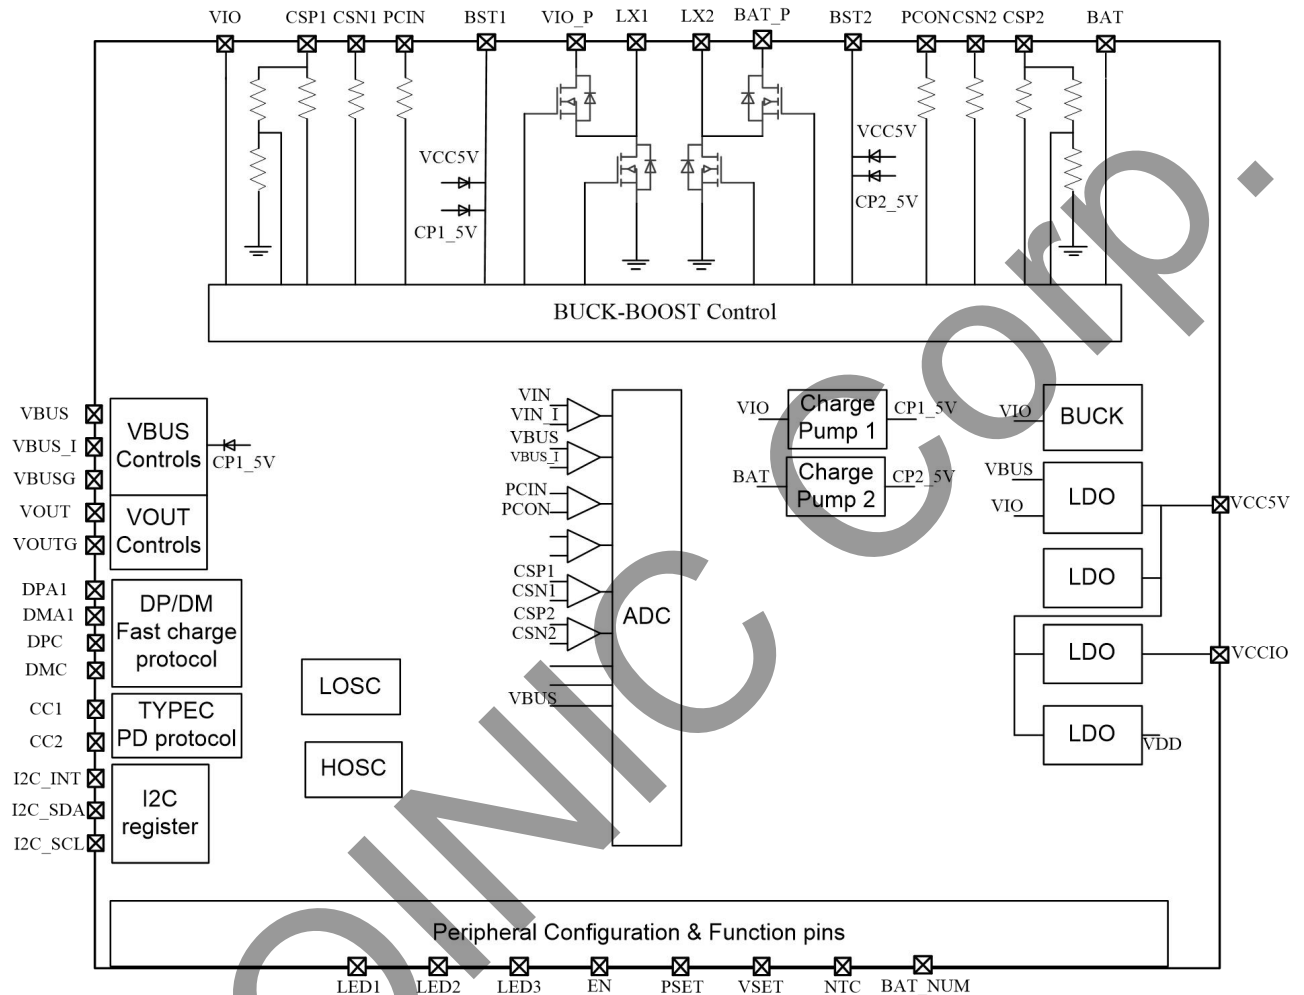 VIO CSP1 CSN1 PCIN BST1 VIO_P LX1 LX2 BAT_P BST2 PCON CSN2 CSP2 BAT
VCC5V
CP1_5V
VCC5V
CP2_5V
BUCK-BOOST Control
VBUS
VBUS_I
VBUSG
VOUT
VOUTG
DPA1
DMA1
DPC
DMC
CC1
CC2
I2C_INT
I2C_SDA
I2C_SCL
VBUS
Controls
CP1_5V
VOUT
Controls
DP/DM
Fast charge
protocol
TYPEC
PD protocol
I2C
register
LOSC
HOSC
VIN
VIN_I
VBUS
VBUS_I
PCIN
PCON
CSP1
CSN1
CSP2
CSN2
VBUS
ADC
VIO
Charge
Pump 1
CP1_5V
BAT
Charge
Pump 2
CP2_5V
VIO
BUCK
VBUS
VIO
LDO
LDO
LDO
LDO
VDD
VCC5V
VCCIO
Peripheral Configuration & Function pins
LED1 LED2 LED3 EN PSET VSET NTC BAT_NUM
OINIC Corp.